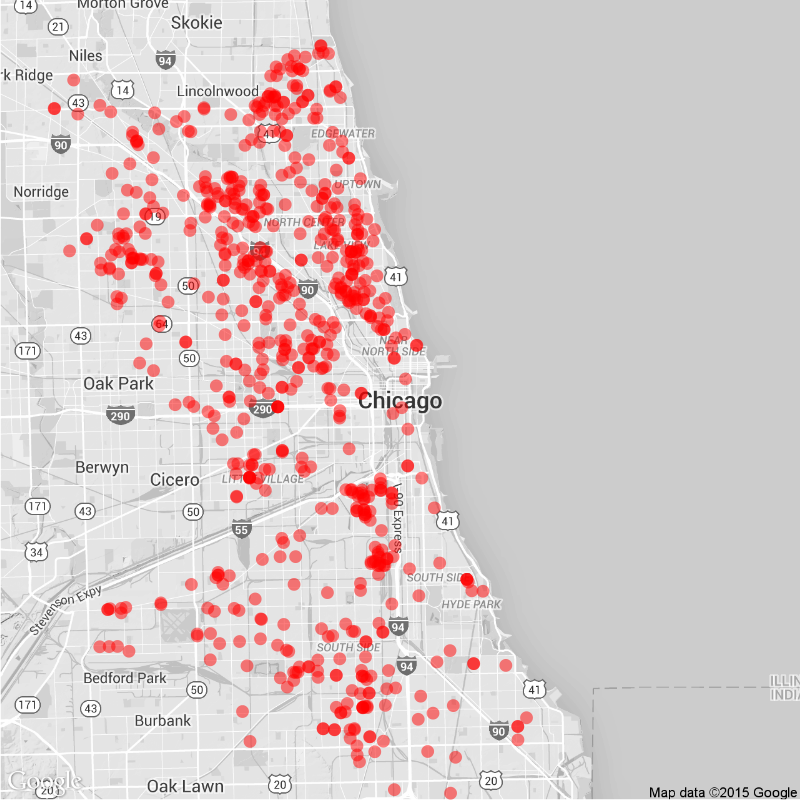 14
Morton Grove
21
Skokie
Niles
94
rk Ridge
14
Lincolnwood
43
41
EDGEWATER
90
Norridge
UPTOWN
19
NORTH CENTER
LAKE VIEW
50
90
41
64
43
NEAR
NORTH SIDE
171
50
Oak Park
Chicago
290
290
Berwyn
Cicero
LITTLE VILLAGE
171
43
50
I-90 Express
41
55
34
SOUTH SIDE
Stevenson Expy
HYDE PARK
94
SOUTH SIDE
94
Bedford Park
ILLIN
INDIA
50
41
171
43
Burbank
90
Google
20
Oak Lawn
20
20
Map data ©2015 Google